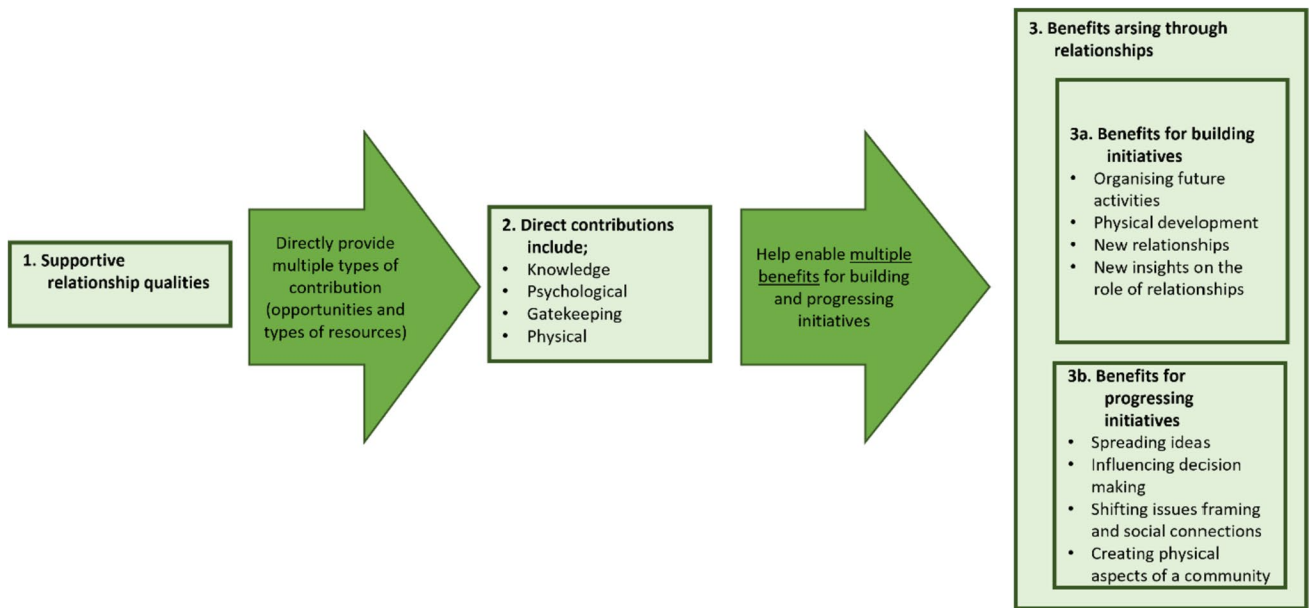 1. Supportive
relationship qualities
Directly provide
multiple types of
contribution
(opportunities and
types of resources)
2. Direct contributions
include;
• Knowledge
• Psychological
• Gatekeeping
• Physical
Help enable multiple
benefits for building
and progressing
initiatives
3. Benefits arsing through
relationships
3a. Benefits for building
initiatives
• Organising future
activities
• Physical development
• New relationships
• New insights on the
role of relationships
3b. Benefits for
progressing
initiatives
• Spreading ideas
• Influencing decision
making
• Shifting issues framing
and social connections
• Creating physical
aspects of a community